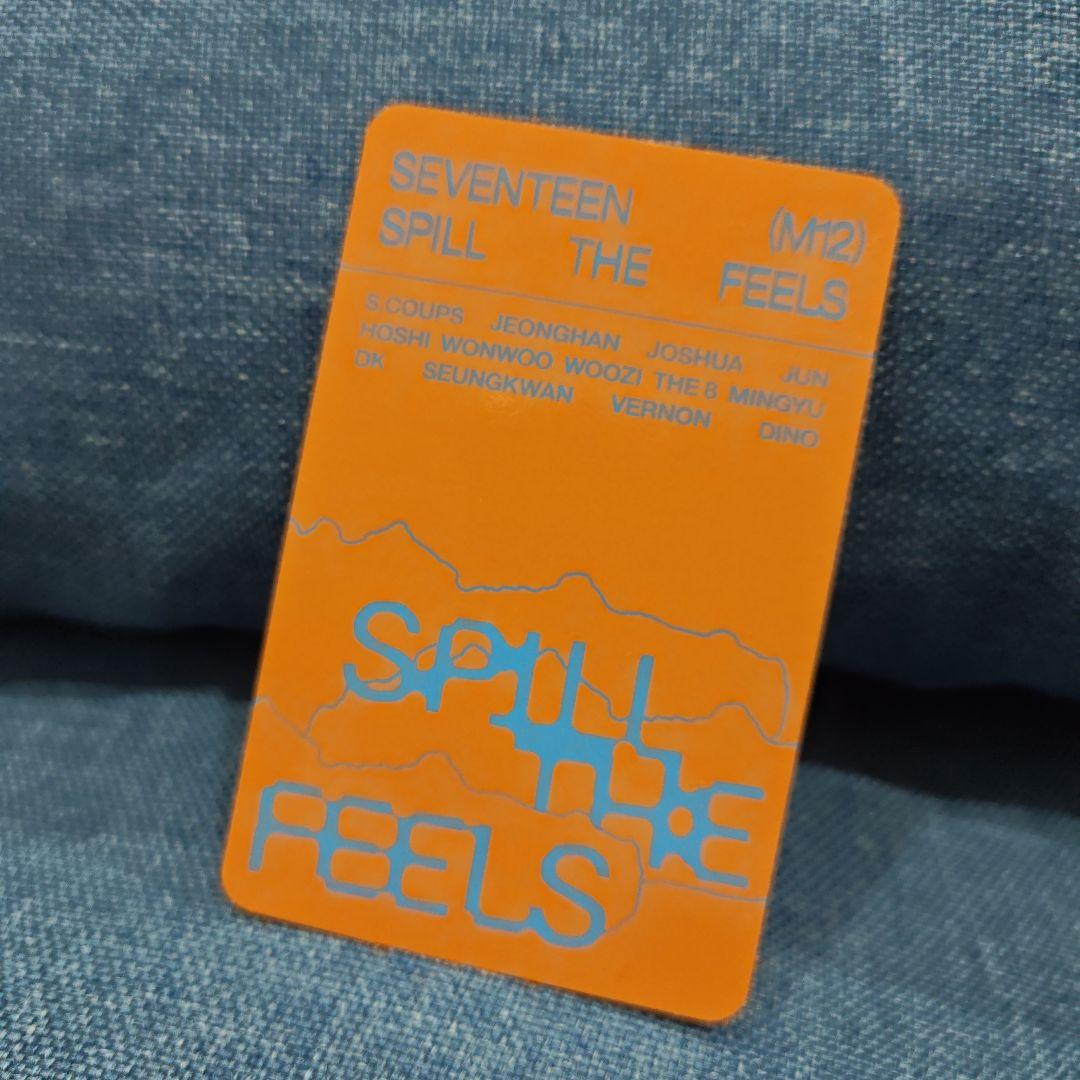 SEVENTEEN (M12)
SPILL THE FEELS
S.COUPS JEONGHAN JOSHUA JUN
HOSHI WONWOO WOOZI THE 8 MINGYU
DK SEUNGKWAN VERNON DINO
SPILL
THE
FEELS